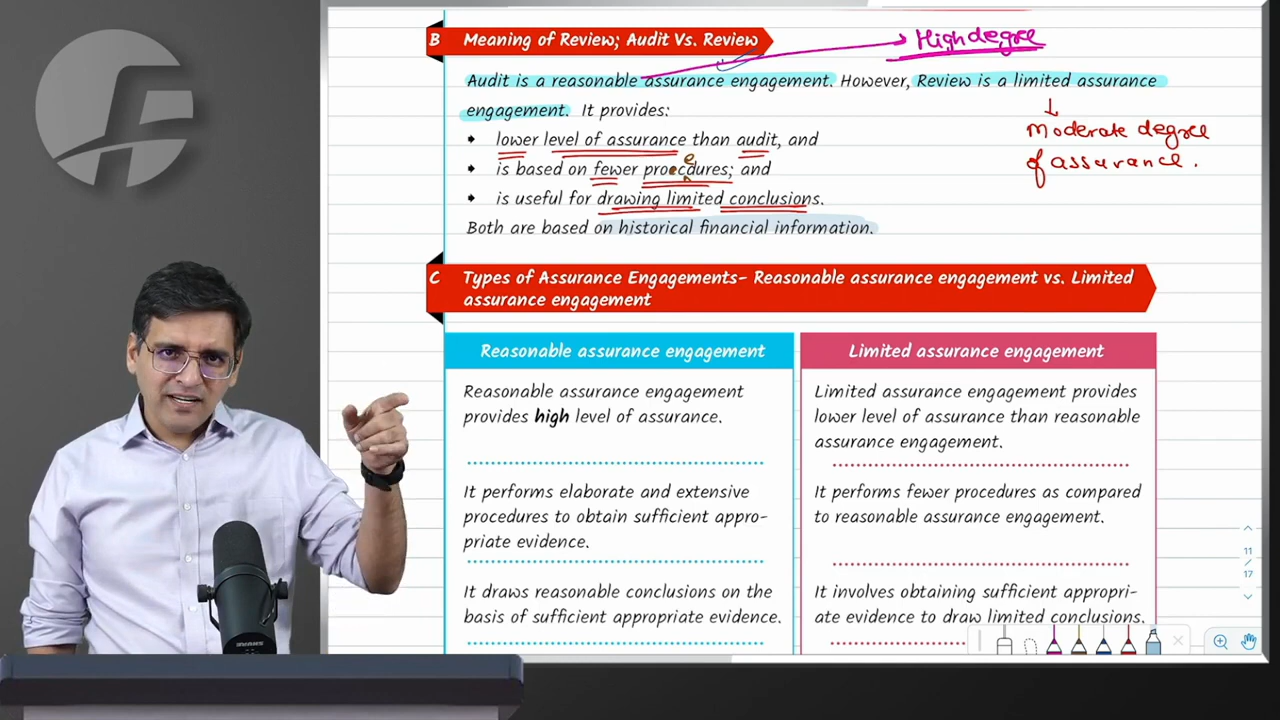 B Meaning of Review; Audit Vs. Review
High degree
Audit is a reasonable assurance engagement. However, Review is a limited assurance
engagement. It provides:
Moderate degree
of assurance.
➧ lower level of assurance than audit, and
➧ is based on fewer procedures; and
➧ is useful for drawing limited conclusions.
Both are based on historical financial information.
C Types of Assurance Engagements- Reasonable assurance engagement vs. Limited
assurance engagement
Reasonable assurance engagement
Reasonable assurance engagement
provides high level of assurance.
It performs elaborate and extensive
procedures to obtain sufficient appro-
priate evidence.
It draws reasonable conclusions on the
basis of sufficient appropriate evidence.
Limited assurance engagement
Limited assurance engagement provides
lower level of assurance than reasonable
assurance engagement.
It performs fewer procedures as compared
to reasonable assurance engagement.
It involves obtaining sufficient appropri-
ate evidence to draw limited conclusions.
11
/
17